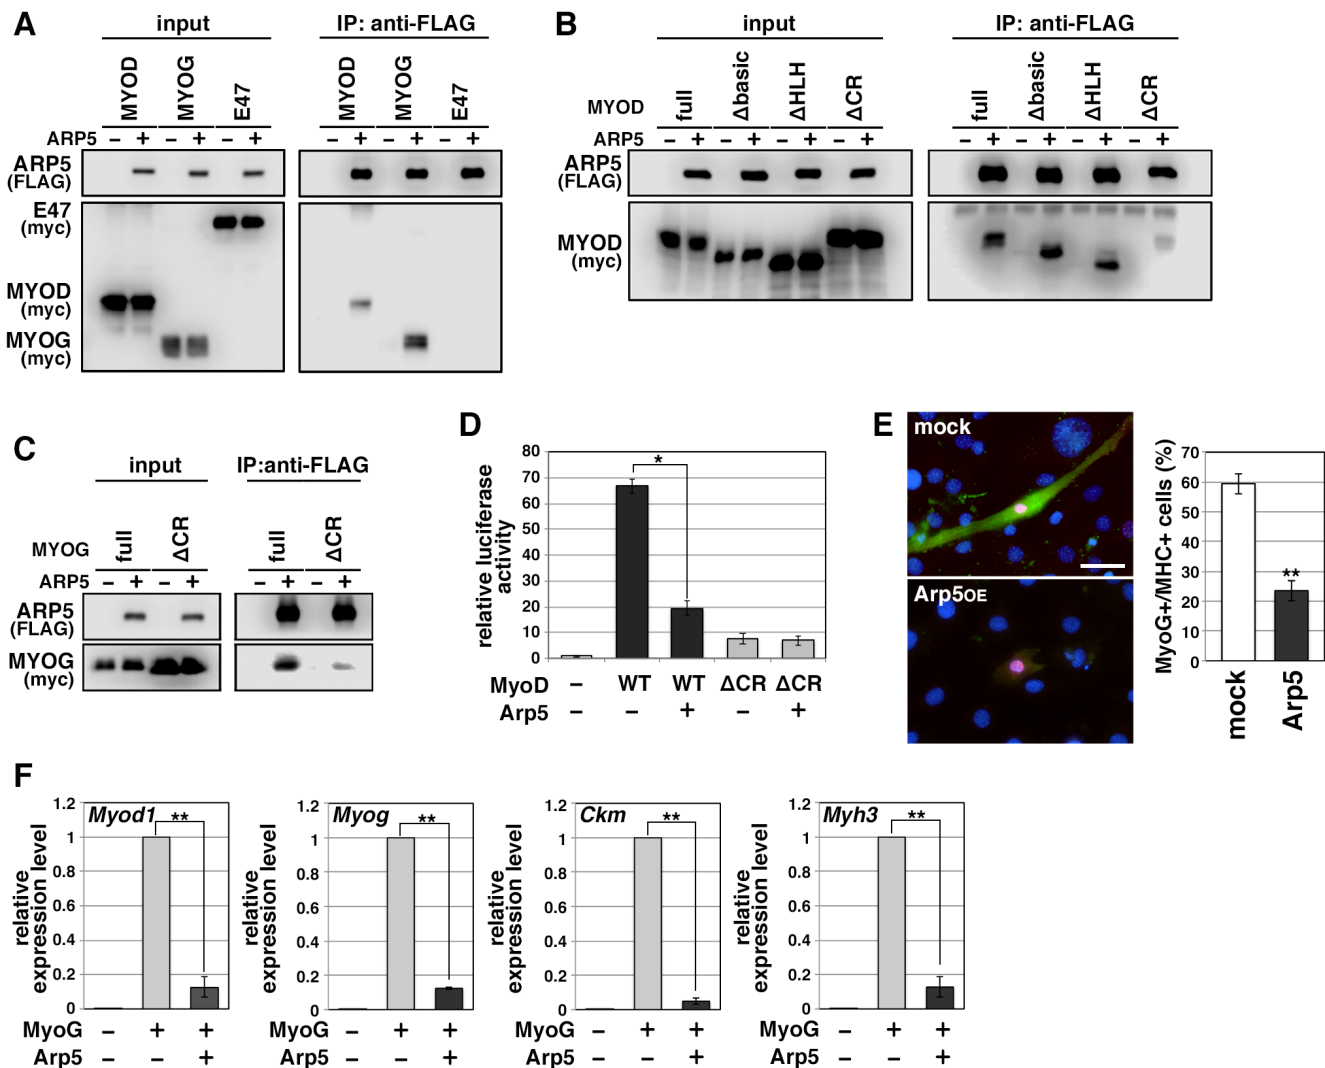 A
input
IP: anti-FLAG
MYOD
MYOG
E47
MYOD
MYOG
E47
ARP5 – + – + – + – + – + – +
ARP5
(FLAG)
E47
(myc)
MYOD
(myc)
MYOG
(myc)
B
input
IP: anti-FLAG
MYOD full Δbasic ΔHLH ΔCR full Δbasic ΔHLH ΔCR
ARP5 – + – + – + – + – + – + – + – +
ARP5
(FLAG)
MYOD
(myc)
C
input
IP:anti-FLAG
MYOG full ΔCR full ΔCR
ARP5 – + – + – + – +
ARP5
(FLAG)
MYOG
(myc)
D
relative luciferase
activity
80
70
60
50
40
30
20
10
0
*
MyoD – WT WT ΔCR ΔCR
Arp5 – – + – +
E
mock
Arp5OE
MyoG+/MHC+ cells (%)
70
60
50
40
30
20
10
0
**
mock
Arp5
F
relative
expression level
1.2
1
0.8
0.6
0.4
0.2
0
Myod1
**
MyoG – + +
Arp5 – – +
relative
expression level
1.2
1
0.8
0.6
0.4
0.2
0
Myog
**
MyoG – + +
Arp5 – – +
relative
expression level
1.2
1
0.8
0.6
0.4
0.2
0
Ckm
**
MyoG – + +
Arp5 – – +
relative
expression level
1.2
1
0.8
0.6
0.4
0.2
0
Myh3
**
MyoG – + +
Arp5 – – +